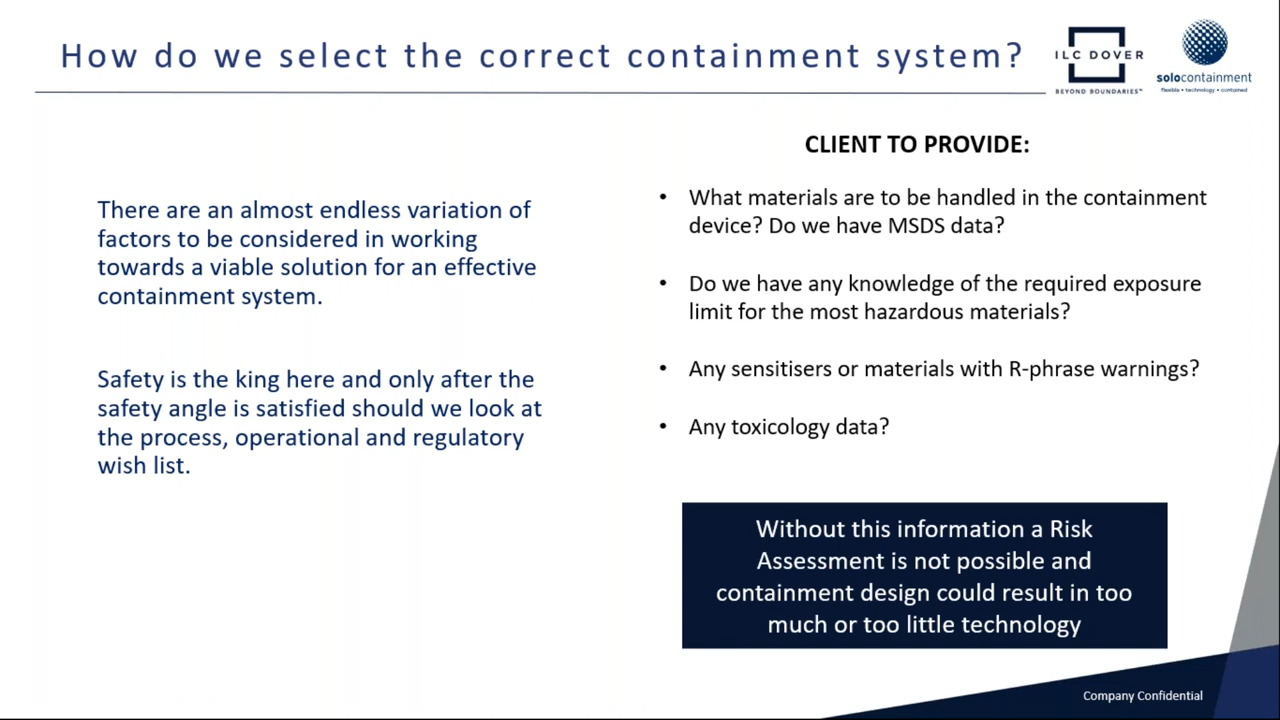 How do we select the correct containment system?
ILC DOVER
BEYOND BOUNDARIES™
solocontainment
flexible • technology • contained
There are an almost endless variation of
factors to be considered in working
towards a viable solution for an effective
containment system.
Safety is the king here and only after the
safety angle is satisfied should we look at
the process, operational and regulatory
wish list.
CLIENT TO PROVIDE:
• What materials are to be handled in the containment
device? Do we have MSDS data?
• Do we have any knowledge of the required exposure
limit for the most hazardous materials?
• Any sensitisers or materials with R-phrase warnings?
• Any toxicology data?
Without this information a Risk
Assessment is not possible and
containment design could result in too
much or too little technology
Company Confidential